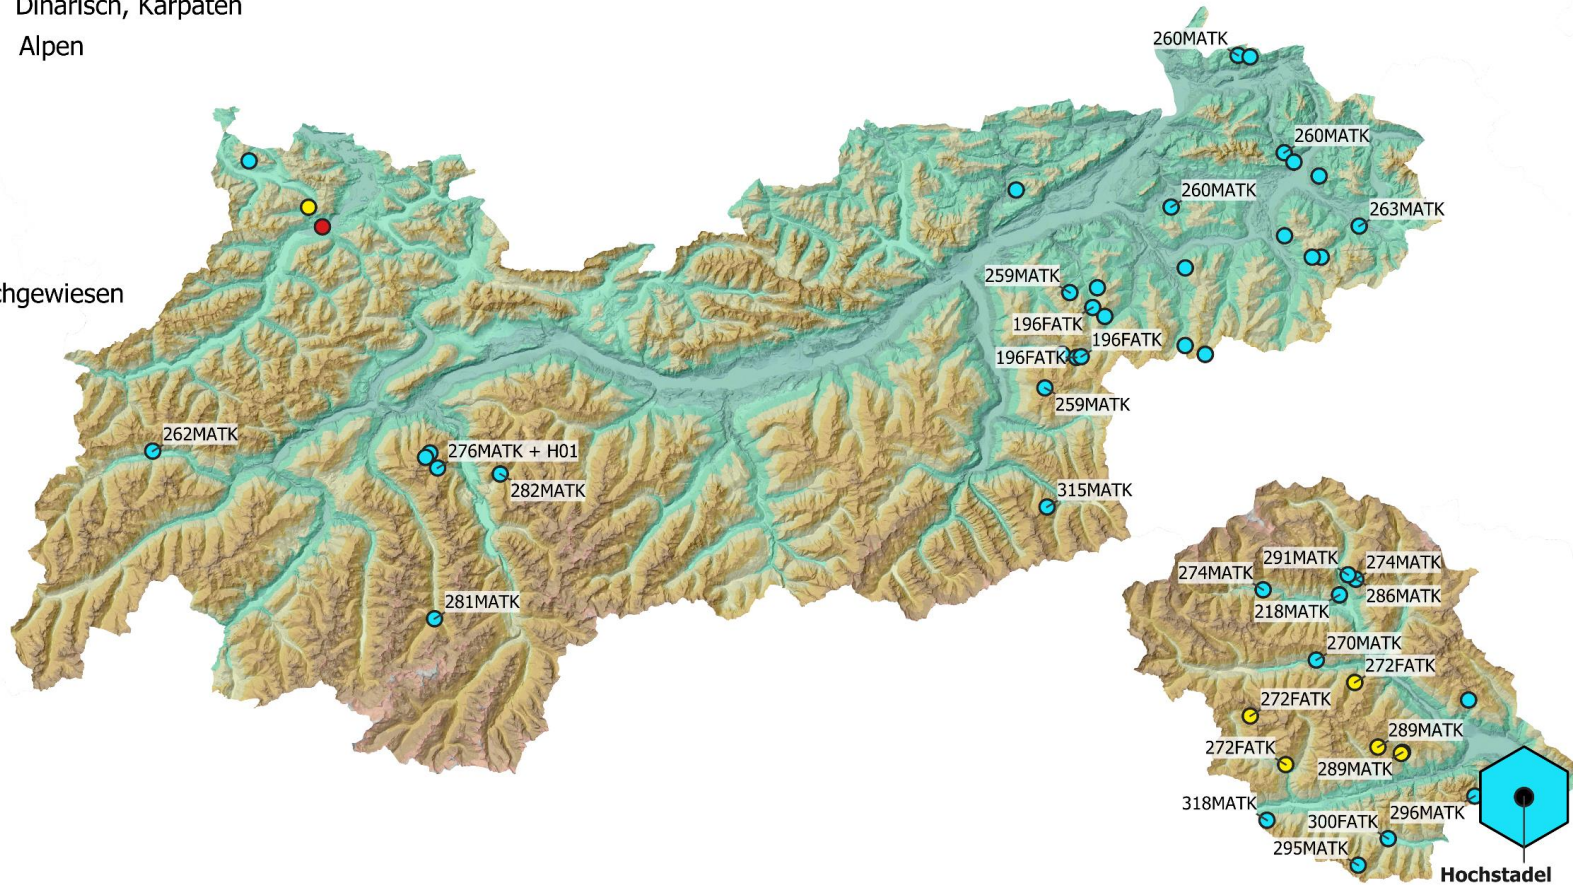 Dinarisch, Karpaten
Alpen
chgewiesen
260MATK
260MATK
260MATK
263MATK
259MATK
196FATK
196FATK
196FATK
259MATK
262MATK
276MATK + H01
282MATK
315MATK
281MATK
291MATK
274MATK
274MATK
286MATK
218MATK
270MATK
272FATK
272FATK
289MATK
272FATK
289MATK
318MATK
296MATK
300FATK
295MATK
Hochstadel